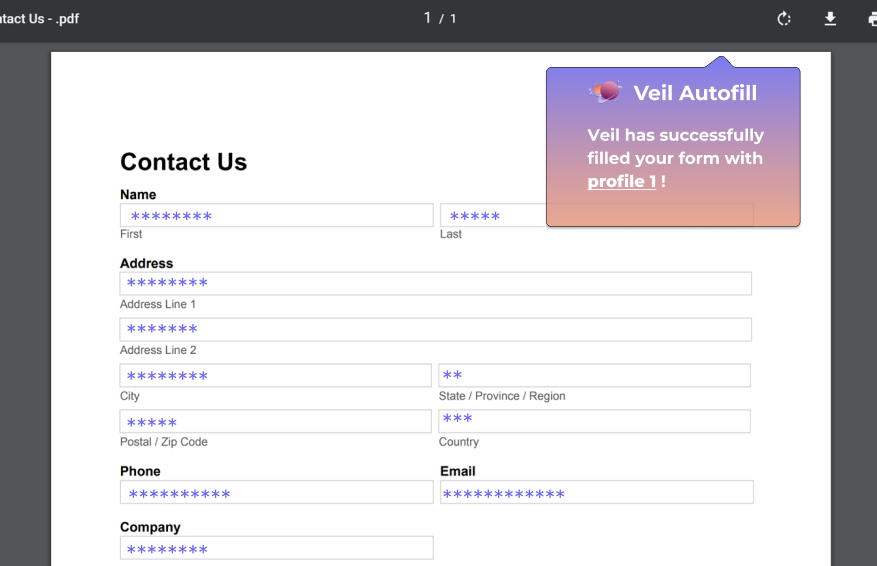 ntact Us - .pdf
1 / 1
Veil Autofill
Veil has successfully
filled your form with
profile 1 !
Contact Us
Name
******** *****
First Last
Address
********
Address Line 1
*******
Address Line 2
******** **
City State / Province / Region
***** ***
Postal / Zip Code Country
Phone Email
********** ************
Company
********